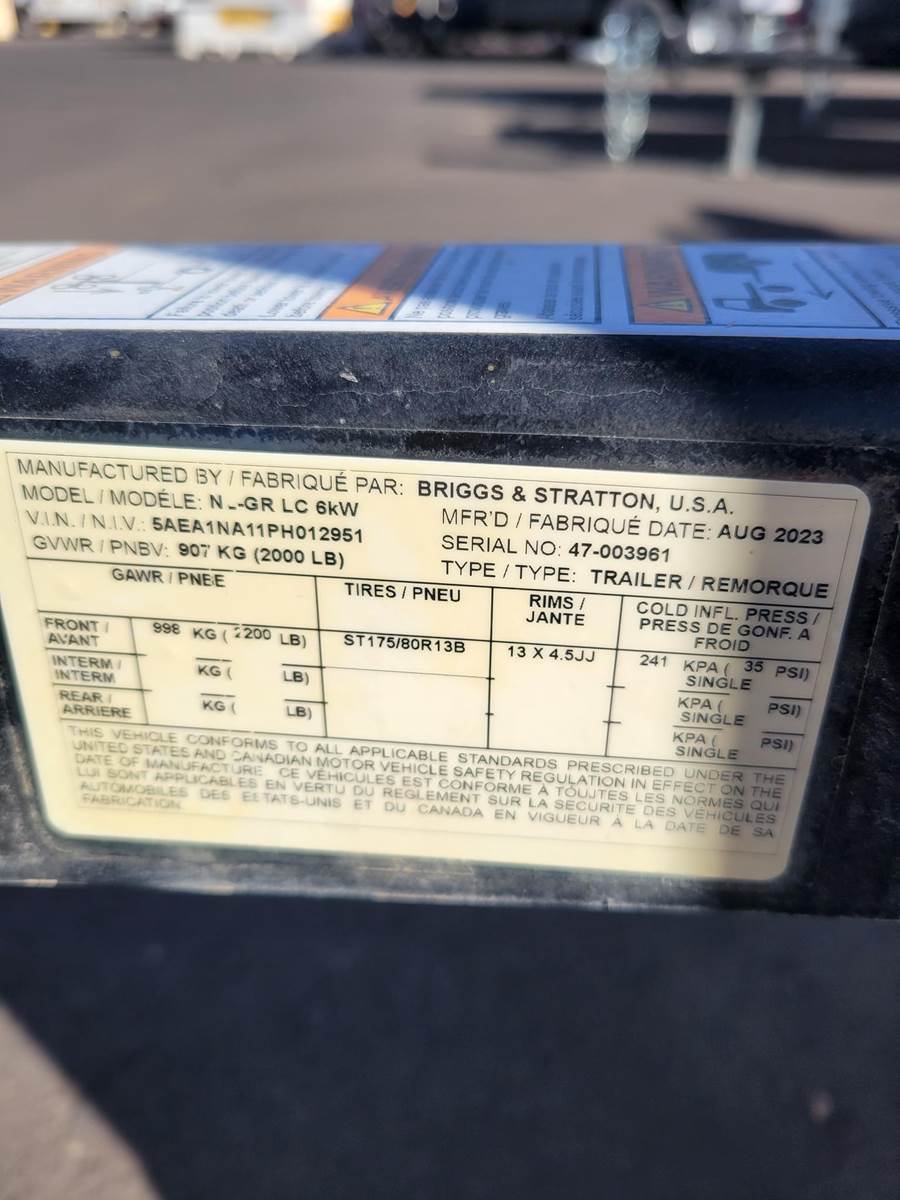 MANUFACTURED BY / FABRIQUÉ PAR: BRIGGS & STRATTON, U.S.A.
MODEL / MODÉLE: N_-GR LC 6kW
MFR'D / FABRIQUÉ DATE: AUG 2023
V.I.N. / N.I.V.: 5AEA1NA11PH012951
SERIAL NO: 47-003961
GVWR / PNBV: 907 KG (2000 LB)
TYPE / TYPE: TRAILER / REMORQUE
GAWR / PNBE
TIRES / PNEU
RIMS / JANTE
COLD INFL. PRESS / PRESS DE GONF. A FROID
FRONT / AVANT 998 KG ( 2200 LB) ST175/80R13B 13 X 4.5JJ 241 KPA ( 35 PSI) SINGLE
INTERM / INTERM KG ( LB) KPA ( PSI) SINGLE
REAR / ARRIERE KG ( LB) KPA ( PSI) SINGLE
THIS VEHICLE CONFORMS TO ALL APPLICABLE STANDARDS PRESCRIBED UNDER THE
UNITED STATES AND CANADIAN MOTOR VEHICLE SAFETY REGULATION IN EFFECT ON THE
DATE OF MANUFACTURE. CE VÉHICULES EST CONFORME À TOUJTES LES NORMES QUI
LUI SONT APPLICABLES EN VERTU DU REGLEMENT SUR LA SECURITE DES VÉHICULES
AUTOMOBILES DES EETATS-UNIS ET DU CANADA EN VIGUEUR A LA DATE DE SA
FABRICATION